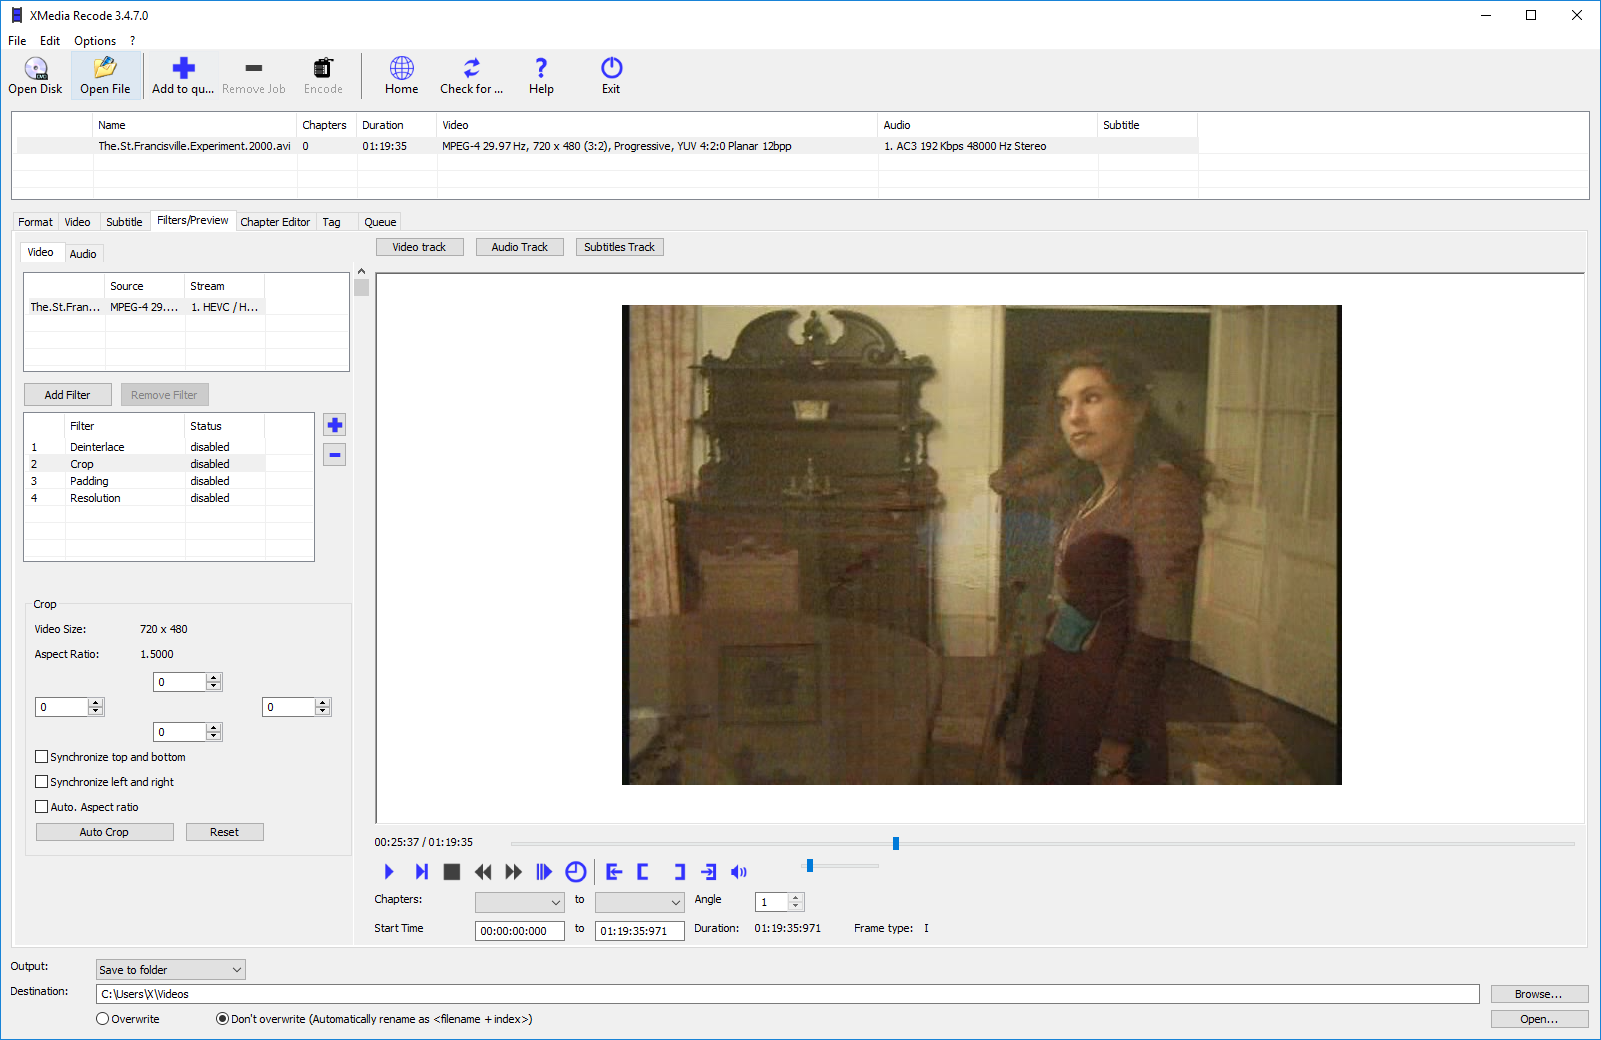 XMedia Recode 3.4.7.0
File Edit Options ?
Open Disk Open File Add to qu... Remove Job Encode Home Check for ... Help Exit
Name Chapters Duration Video Audio Subtitle
The.St.Francisville.Experiment.2000.avi 0 01:19:35 MPEG-4 29.97 Hz, 720 x 480 (3:2), Progressive, YUV 4:2:0 Planar 12bpp 1. AC3 192 Kbps 48000 Hz Stereo
Format Video Subtitle Filters/Preview Chapter Editor Tag Queue
Video Audio
Video track Audio Track Subtitles Track
Source Stream
The.St.Fran... MPEG-4 29.... 1. HEVC / H...
Add Filter Remove Filter
Filter Status
1 Deinterlace disabled
2 Crop disabled
3 Padding disabled
4 Resolution disabled
Crop
Video Size: 720 x 480
Aspect Ratio: 1.5000
0
0 0
0
Synchronize top and bottom
Synchronize left and right
Auto. Aspect ratio
Auto Crop Reset
00:25:37 / 01:19:35
Chapters: to Angle 1
Start Time 00:00:00:000 to 01:19:35:971 Duration: 01:19:35:971 Frame type: I
Output: Save to folder
Destination: C:\Users\X\Videos Browse...
Overwrite Don't overwrite (Automatically rename as <filename + index>) Open...